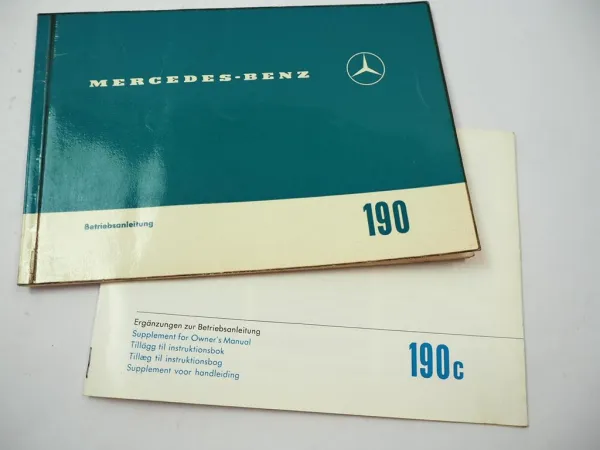 MERCEDES-BENZ
Betriebsanleitung
190
Ergänzungen zur Betriebsanleitung
Supplement for Owner's Manual
Tillägg til instruktionsbok
Tillæg til instruktionsbog
Supplement voor handleiding
190c